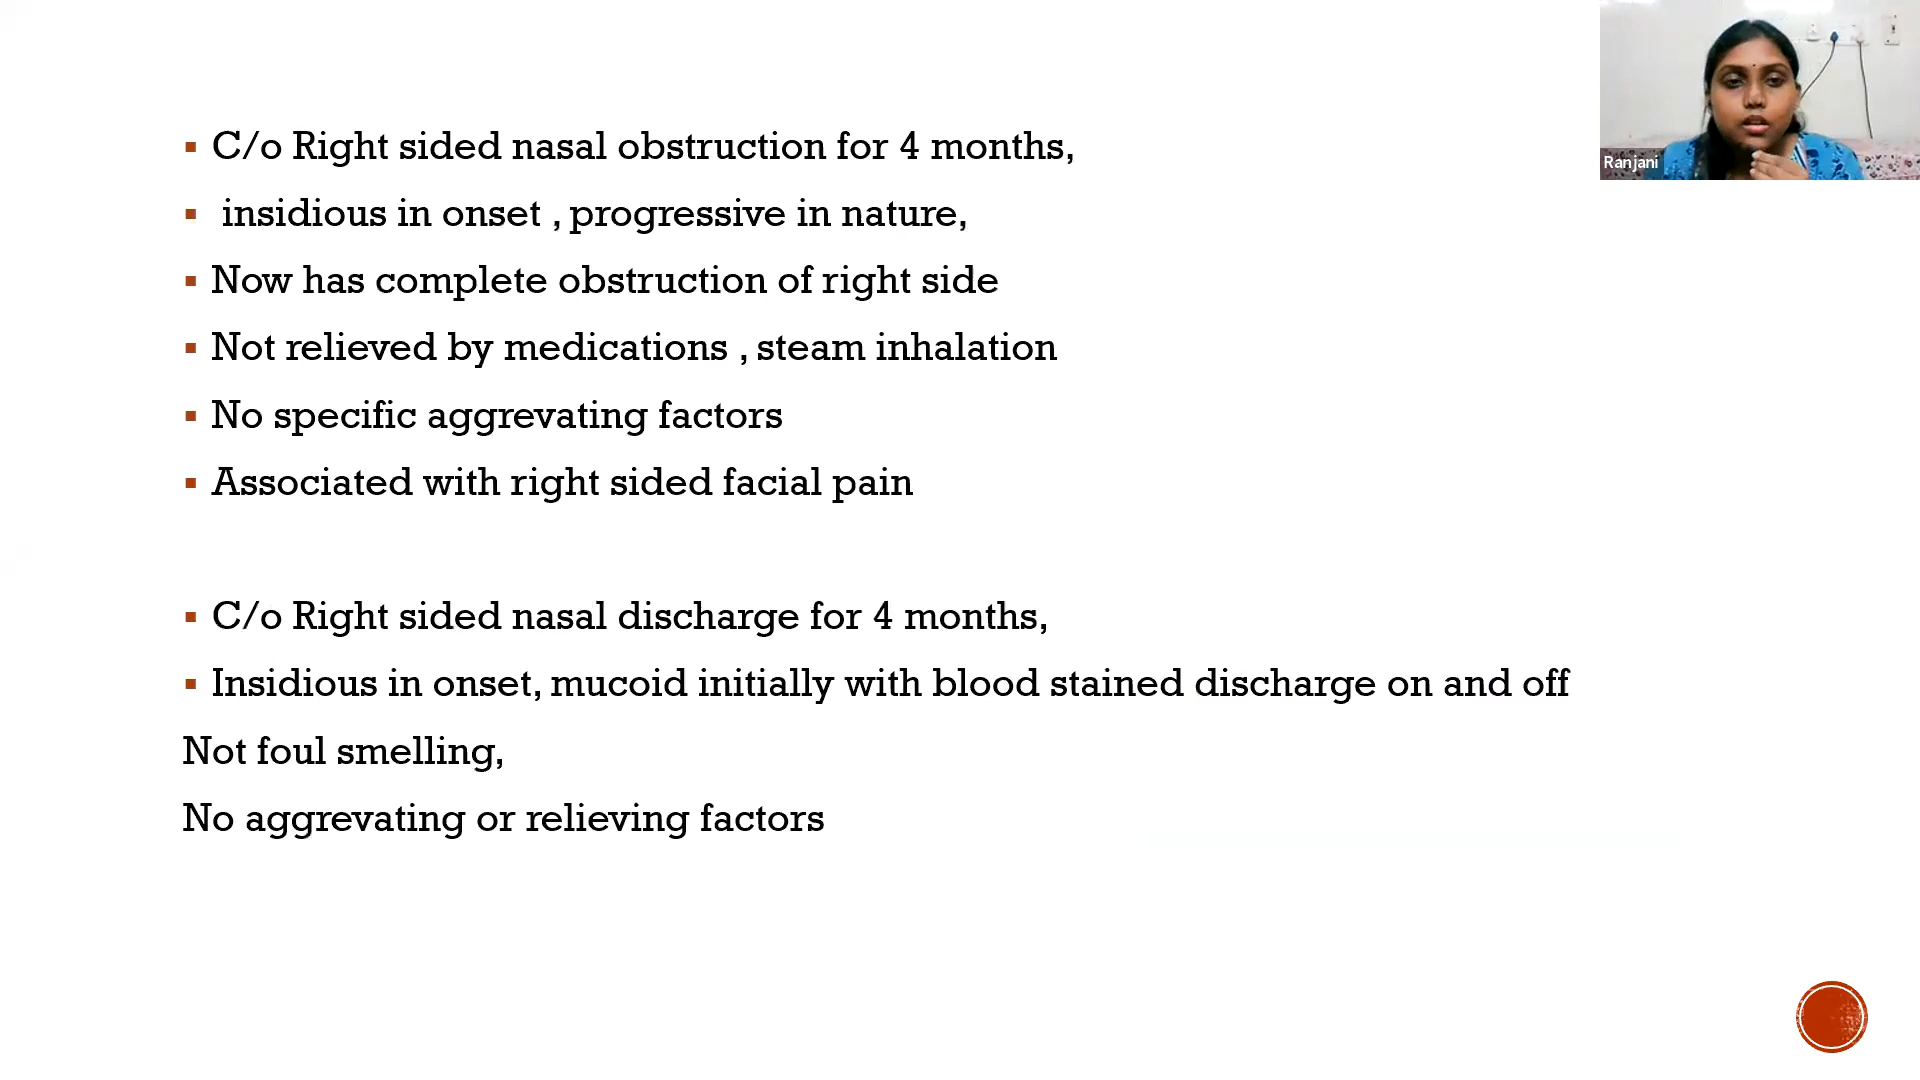 C/o Right sided nasal obstruction for 4 months,
insidious in onset , progressive in nature,
Now has complete obstruction of right side
Not relieved by medications , steam inhalation
No specific aggrevating factors
Associated with right sided facial pain
C/o Right sided nasal discharge for 4 months,
Insidious in onset, mucoid initially with blood stained discharge on and off
Not foul smelling,
No aggrevating or relieving factors
Ranjani